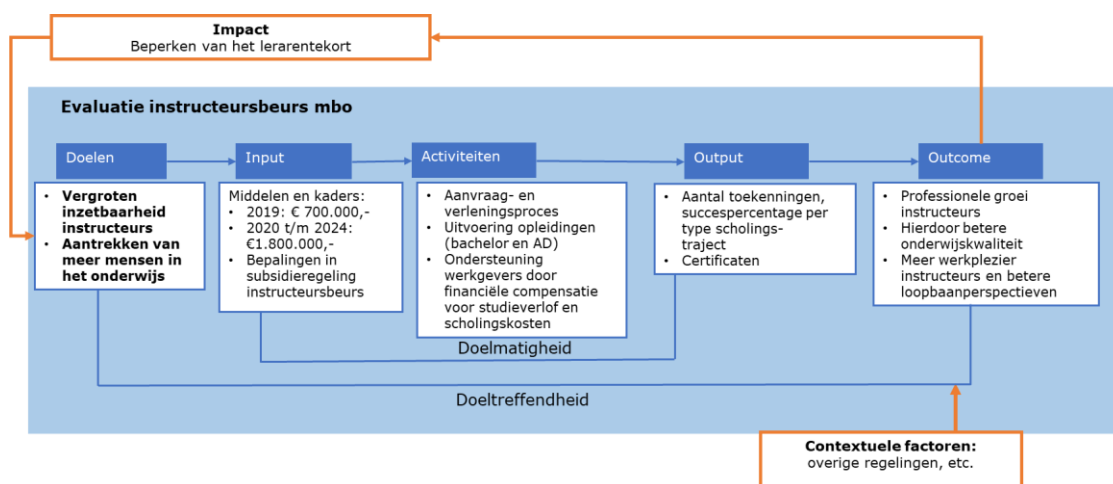 Impact
Beperken van het lerarentekort
Evaluatie instructeursbeurs mbo
Doelen
• Vergroten
inzetbaarheid
instructeurs
• Aantrekken van
meer mensen in
het onderwijs
Input
Middelen en kaders:
• 2019: € 700.000,-
• 2020 t/m 2024:
€1.800.000,-
• Bepalingen in
subsidieregeling
instructeursbeurs
Activiteiten
• Aanvraag- en
verleningsproces
• Uitvoering opleidingen
(bachelor en AD)
• Ondersteuning
werkgevers door
financiële compensatie
voor studieverlof en
scholingskosten
Output
• Aantal toekenningen,
succespercentage per
type scholings-
traject
• Certificaten
Outcome
• Professionele groei
instructeurs
• Hierdoor betere
onderwijskwaliteit
• Meer werkplezier
instructeurs en betere
loopbaanperspectieven
Doelmatigheid
Doeltreffendheid
Contextuele factoren:
overige regelingen, etc.